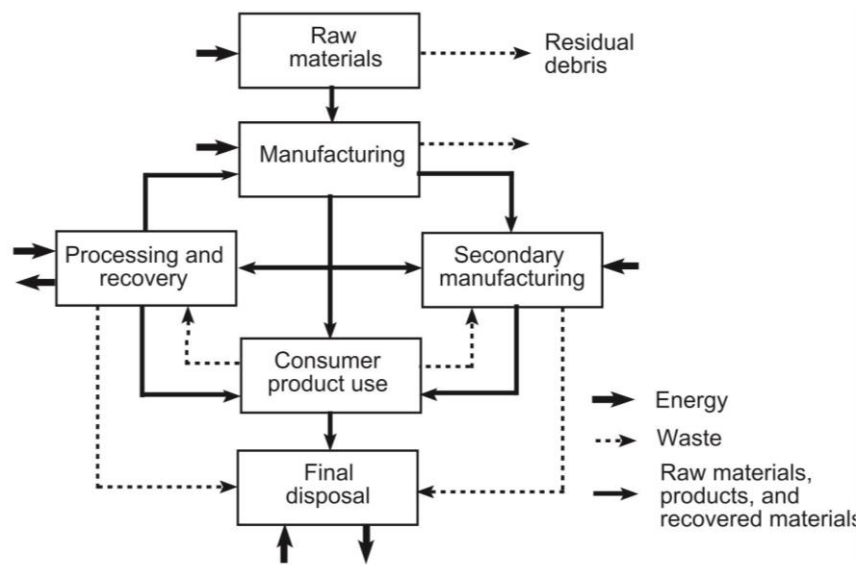 Raw
materials
Residual
debris
Manufacturing
Processing and
recovery
Secondary
manufacturing
Consumer
product use
Final
disposal
Energy
Waste
Raw materials,
products, and
recovered materials